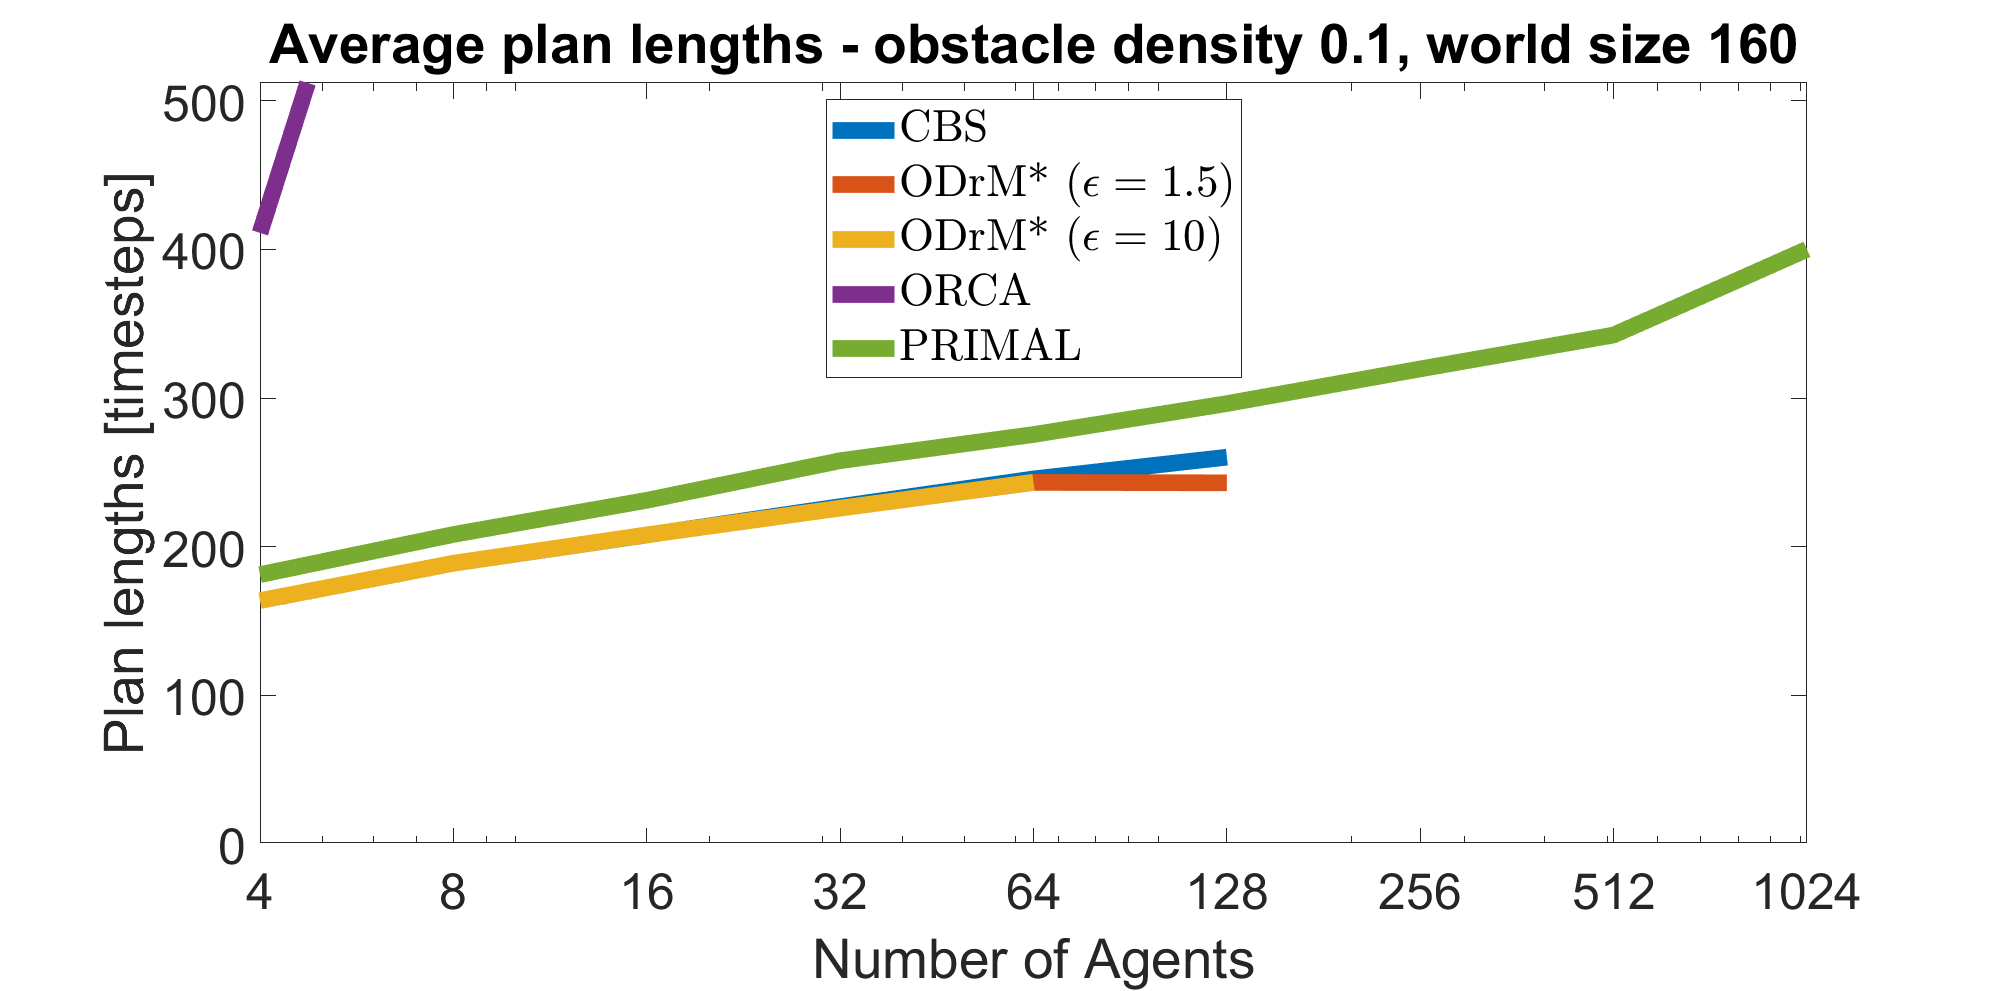 Average plan lengths - obstacle density 0.1, world size 160
500
400
300
200
100
0
Plan lengths [timesteps]
CBS
ODrM* (ϵ = 1.5)
ODrM* (ϵ = 10)
ORCA
PRIMAL
4 8 16 32 64 128 256 512 1024
Number of Agents